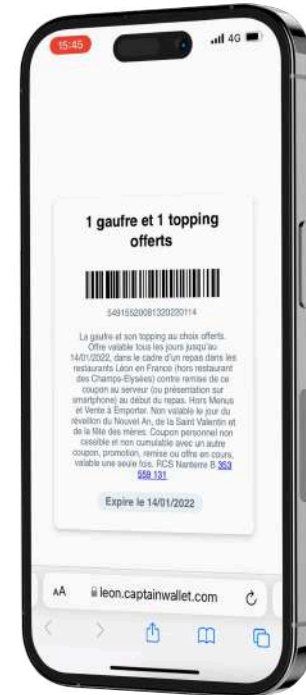 15:45
4G
1 gaufre et 1 topping
offerts
54915520081320220114
La gaufre et son topping au choix offerts.
Offre valable tous les jours jusqu'au
14/01/2022, dans le cadre d'un repas dans les
restaurants Léon en France (hors restaurant
des Champs-Elysées) contre remise de ce
coupon au serveur (ou présentation sur
smartphone) au début du repas. Hors Menus
et Vente à Emporter. Non valable le jour du
réveillon du Nouvel An, de la Saint Valentin et
de la fête des mères. Coupon personnel non
cessible et non cumulable avec un autre
coupon, promotion, remise ou offre en cours,
valable une seule fois. RCS Nanterre B 353
559 131
Expire le 14/01/2022
AA leon.captainwallet.com